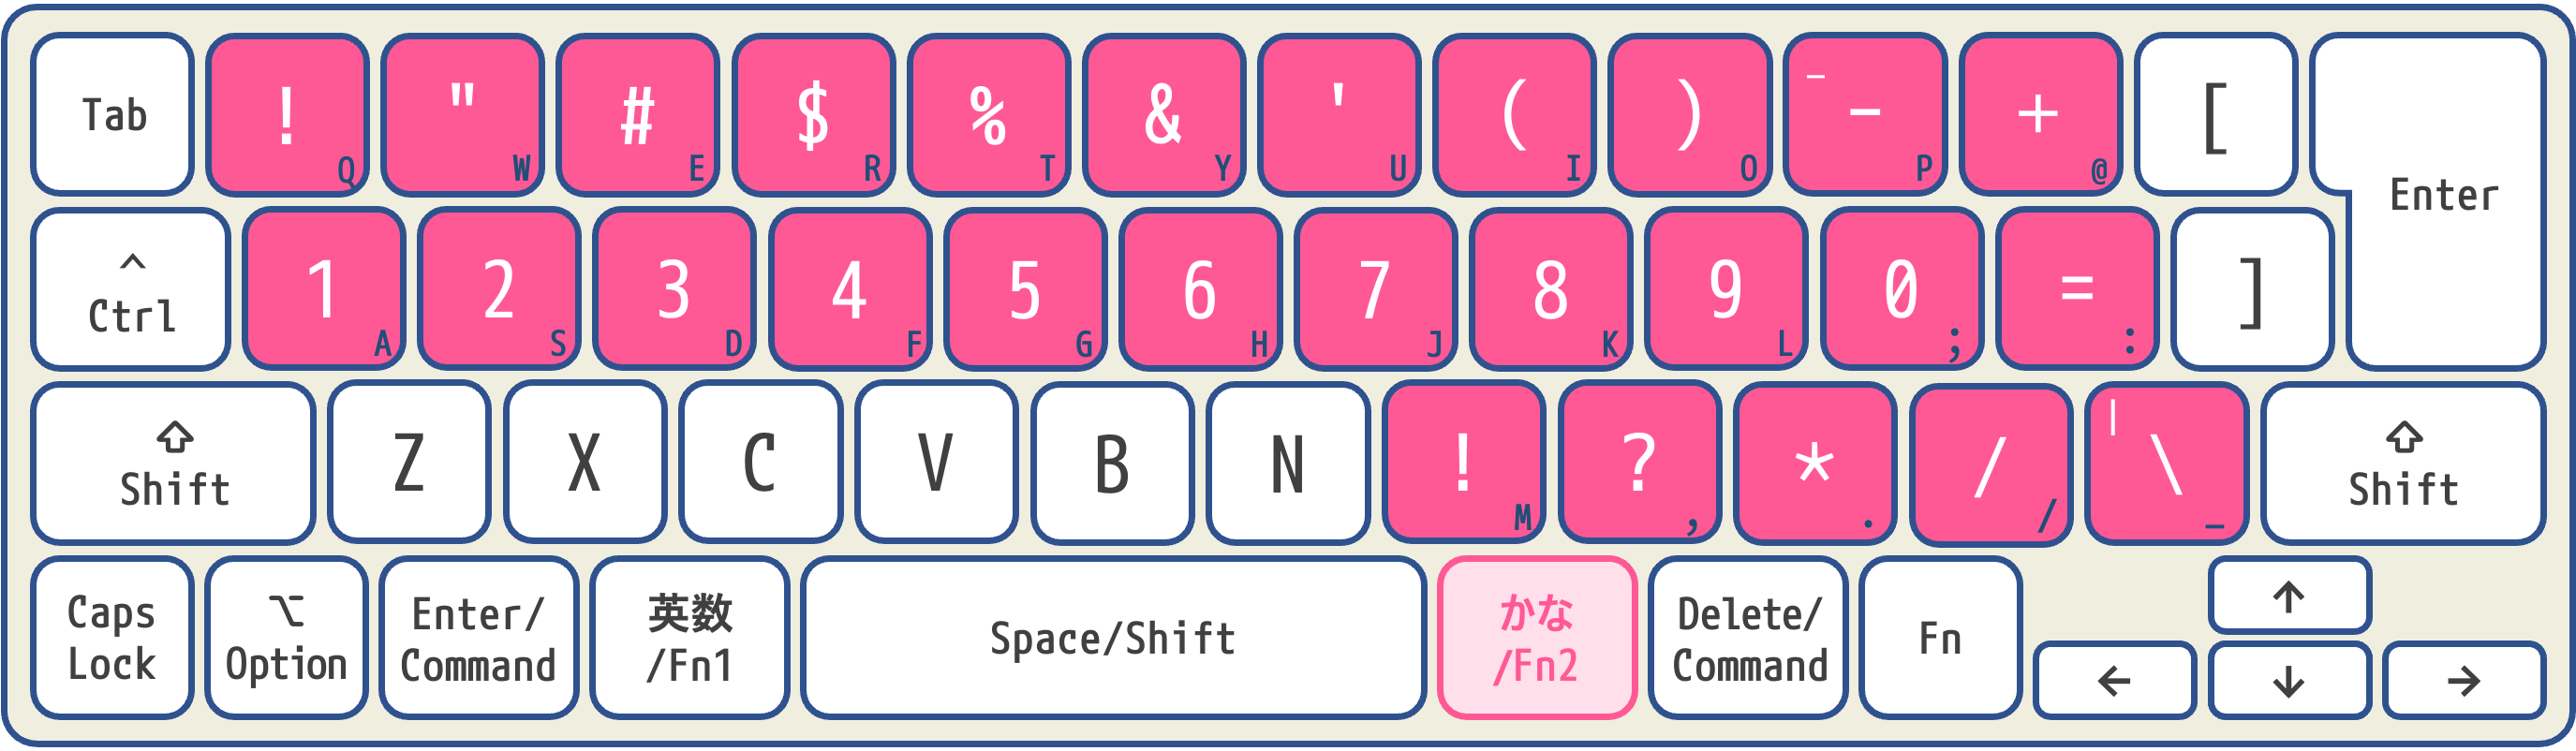 Tab ! Q " W # E $ R % T & Y ' U ( I ) O _ - P + @ [ Enter
^ Ctrl 1 A 2 S 3 D 4 F 5 G 6 H 7 J 8 K 9 L 0 ; = : ]
⇧ Shift Z X C V B N ! M ? , * . / / | \ _ ⇧ Shift
Caps Lock ⌥ Option Enter/Command 英数/Fn1 Space/Shift かな/Fn2 Delete/Command Fn ← ↑ ↓ →